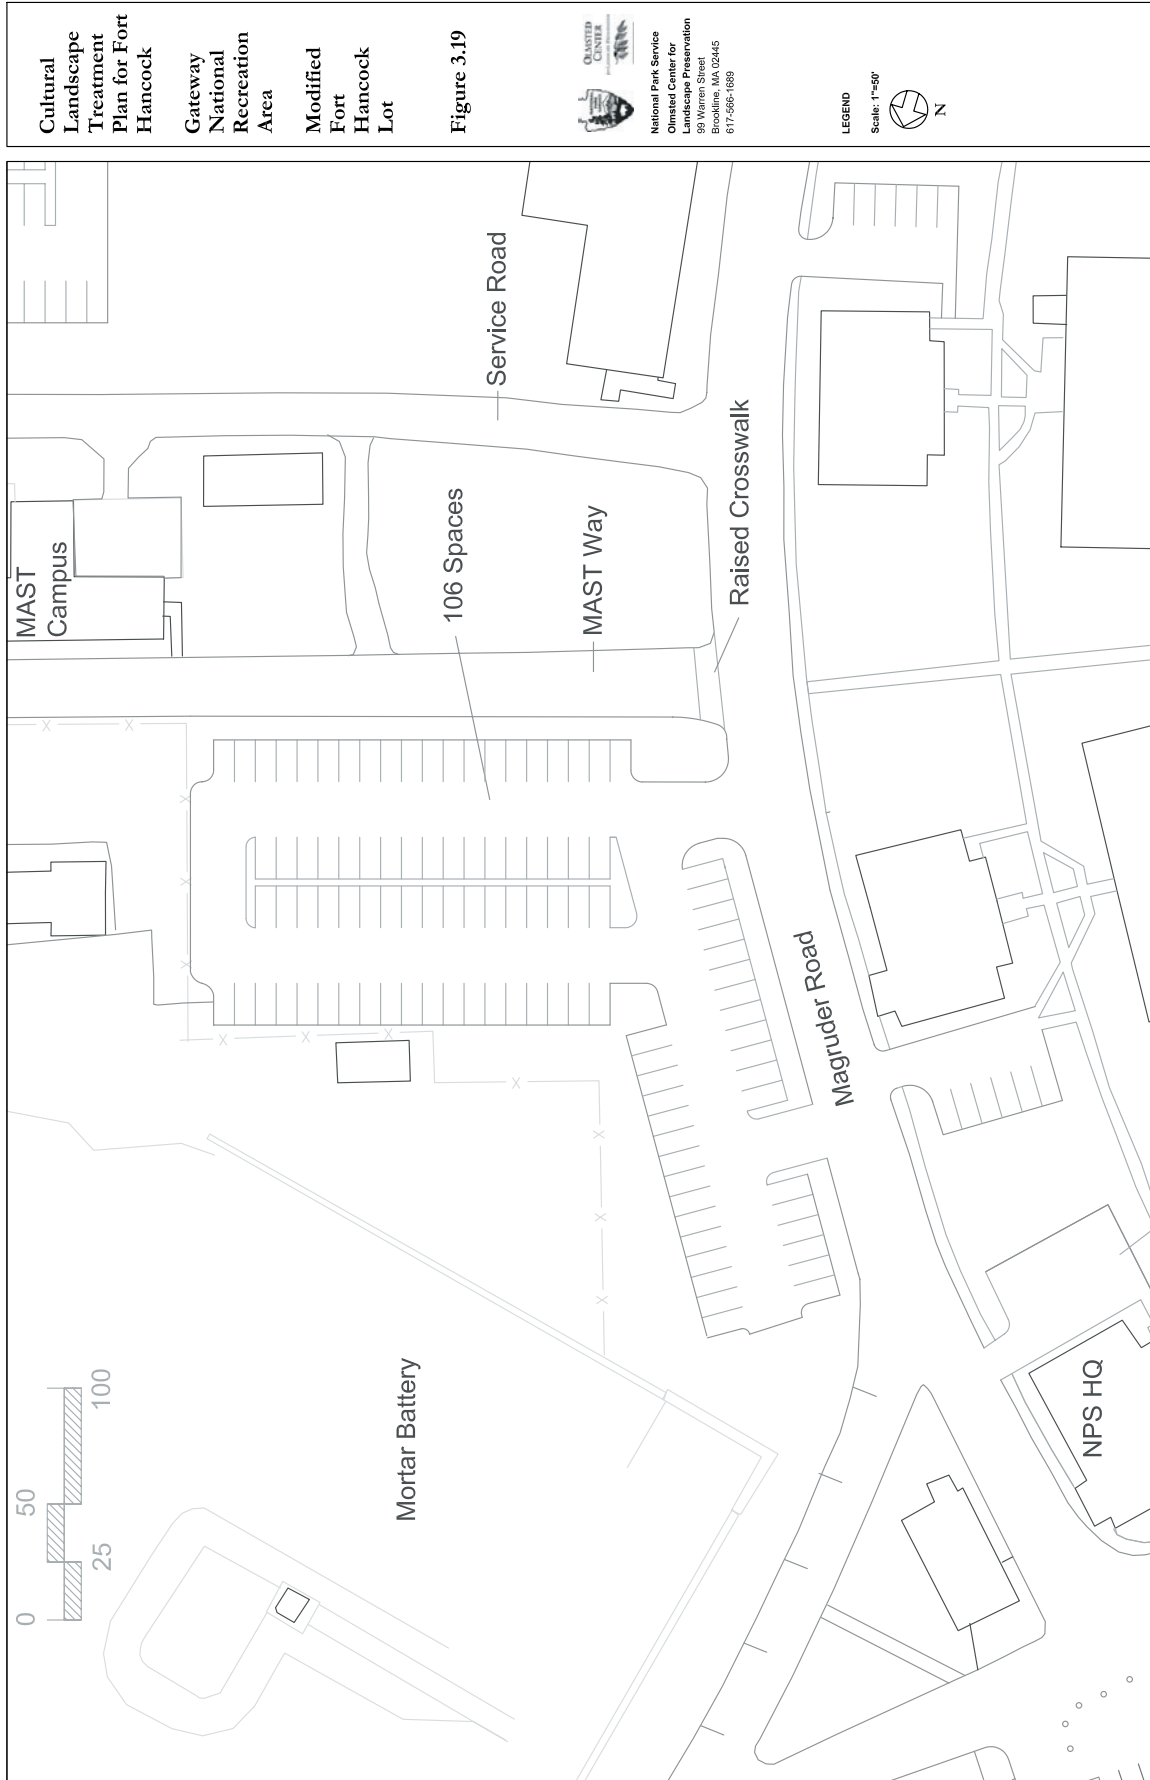 Cultural
Landscape
Treatment
Plan for Fort
Hancock
Gateway
National
Recreation
Area
Modified
Fort
Hancock
Lot
Figure 3.19
OLMSTED
CENTER
National Park Service
Olmsted Center for
Landscape Preservation
99 Warren Street
Brookline, MA 02445
617-566-1689
LEGEND
Scale: 1"=50'
N
MAST
Campus
Service Road
106 Spaces
MAST Way
Raised Crosswalk
Magruder Road
Mortar Battery
NPS HQ
0
25
50
100